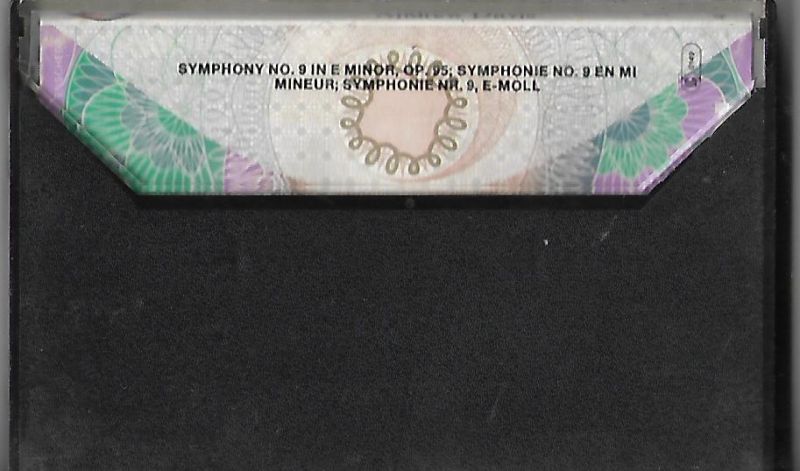 SYMPHONY NO. 9 IN E MINOR, OP. 95; SYMPHONIE NO. 9 EN MI
MINEUR; SYMPHONIE NR. 9, E-MOLL